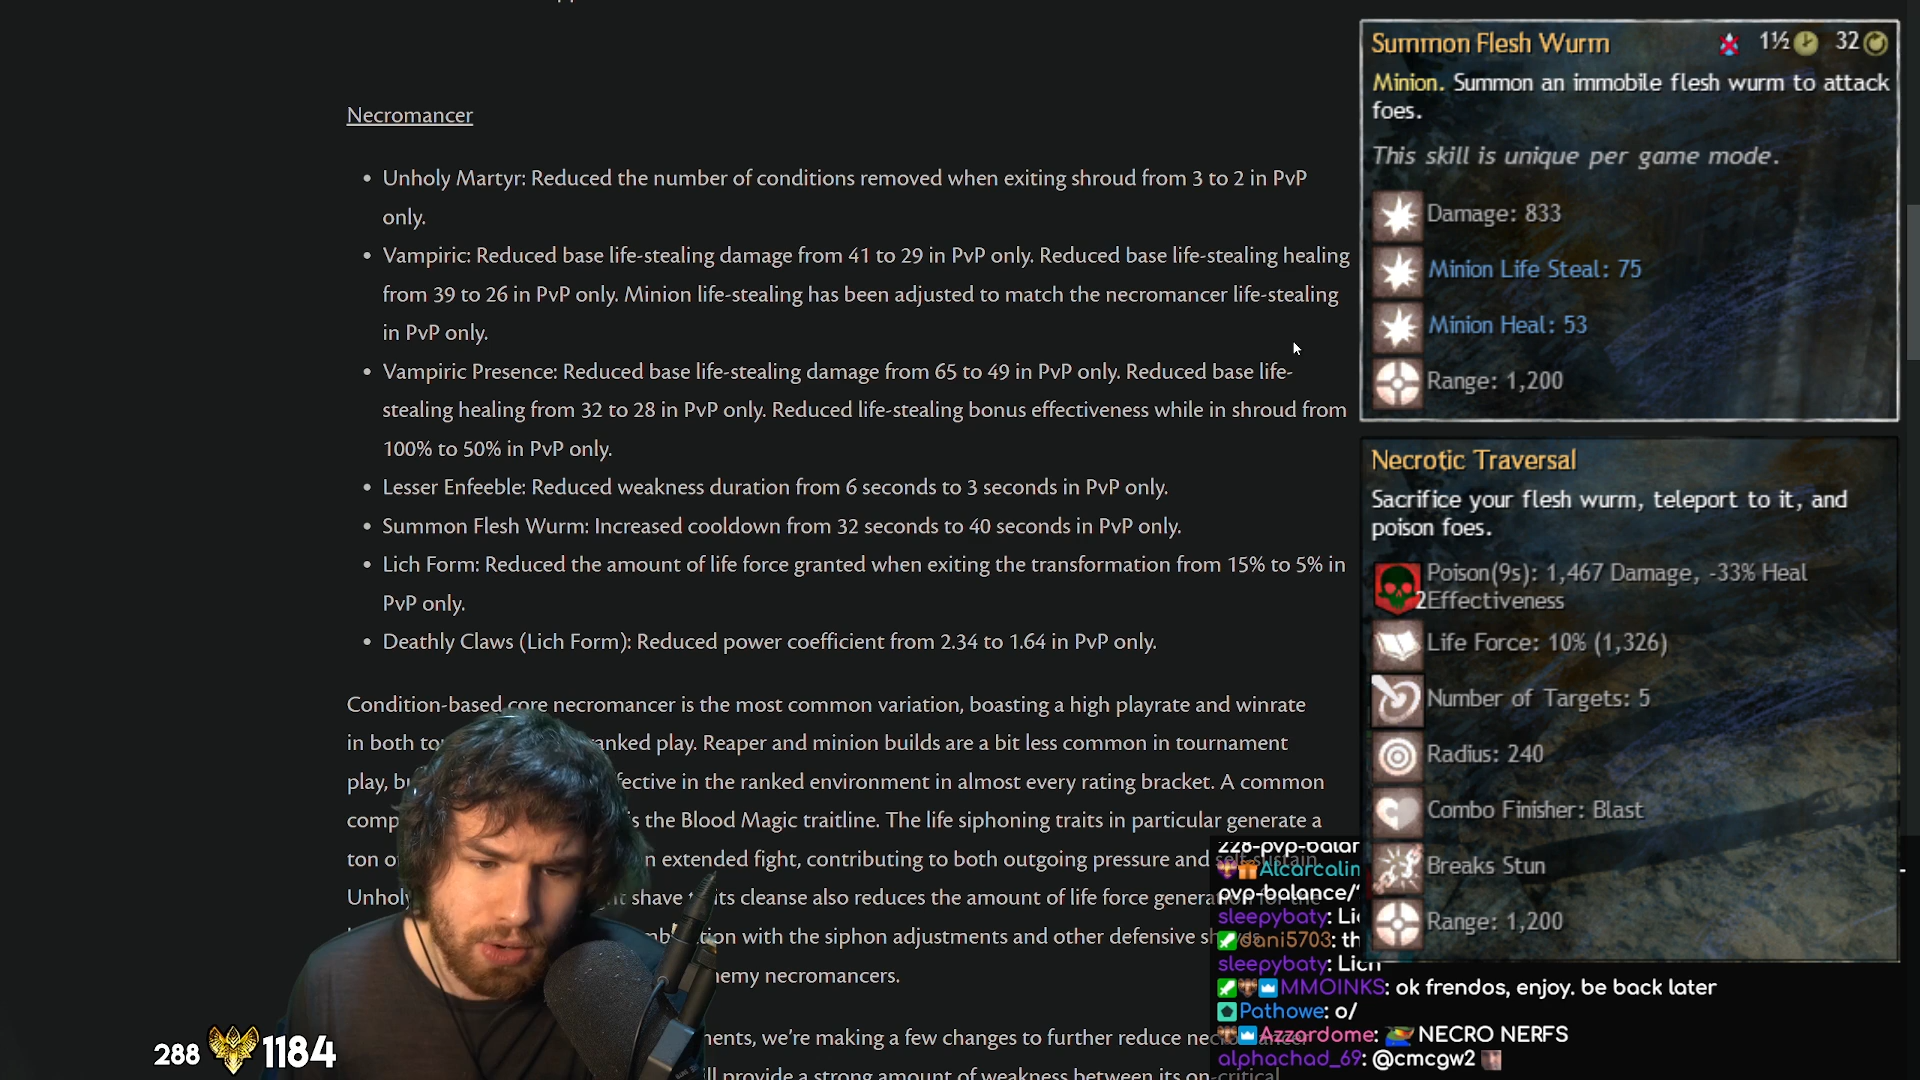 Necromancer
• Unholy Martyr: Reduced the number of conditions removed when exiting shroud from 3 to 2 in PvP
only.
• Vampiric: Reduced base life-stealing damage from 41 to 29 in PvP only. Reduced base life-stealing healing
from 39 to 26 in PvP only. Minion life-stealing has been adjusted to match the necromancer life-stealing
in PvP only.
• Vampiric Presence: Reduced base life-stealing damage from 65 to 49 in PvP only. Reduced base life-
stealing healing from 32 to 28 in PvP only. Reduced life-stealing bonus effectiveness while in shroud from
100% to 50% in PvP only.
• Lesser Enfeeble: Reduced weakness duration from 6 seconds to 3 seconds in PvP only.
• Summon Flesh Wurm: Increased cooldown from 32 seconds to 40 seconds in PvP only.
• Lich Form: Reduced the amount of life force granted when exiting the transformation from 15% to 5% in
PvP only.
• Deathly Claws (Lich Form): Reduced power coefficient from 2.34 to 1.64 in PvP only.
Condition-based core necromancer is the most common variation, boasting a high playrate and winrate
in both anked play. Reaper and minion builds are a bit less common in tournament
play, fective in the ranked environment in almost every rating bracket. A common
comp s the Blood Magic traitline. The life siphoning traits in particular generate a
ton o n extended fight, contributing to both outgoing pressure and self-sustain.
Unholy shave its cleanse also reduces the amount of life force genera
tion with the siphon adjustments and other defensive
nemy necromancers.
ments, we're making a few changes to further reduce
ll provide a strong amount of weakness between its on-critical
Summon Flesh Wurm 1½ 32
Minion. Summon an immobile flesh wurm to attack
foes.
This skill is unique per game mode.
Damage: 833
Minion Life Steal: 75
Minion Heal: 53
Range: 1,200
Necrotic Traversal
Sacrifice your flesh wurm, teleport to it, and
poison foes.
Poison(9s): 1,467 Damage, -33% Heal
2 Effectiveness
Life Force: 10% (1,326)
Number of Targets: 5
Radius: 240
Combo Finisher: Blast
Breaks Stun
Range: 1,200
228-pvp-balar
Alcarcalin
pvp-balance/
sleepybaty: Li
dani5703: th
sleepybaty: Lich
MMOINKS: ok frendos, enjoy. be back later
Pathowe: o/
Azzordome: NECRO NERFS
alphachad_69: @cmcgw2
288 1184